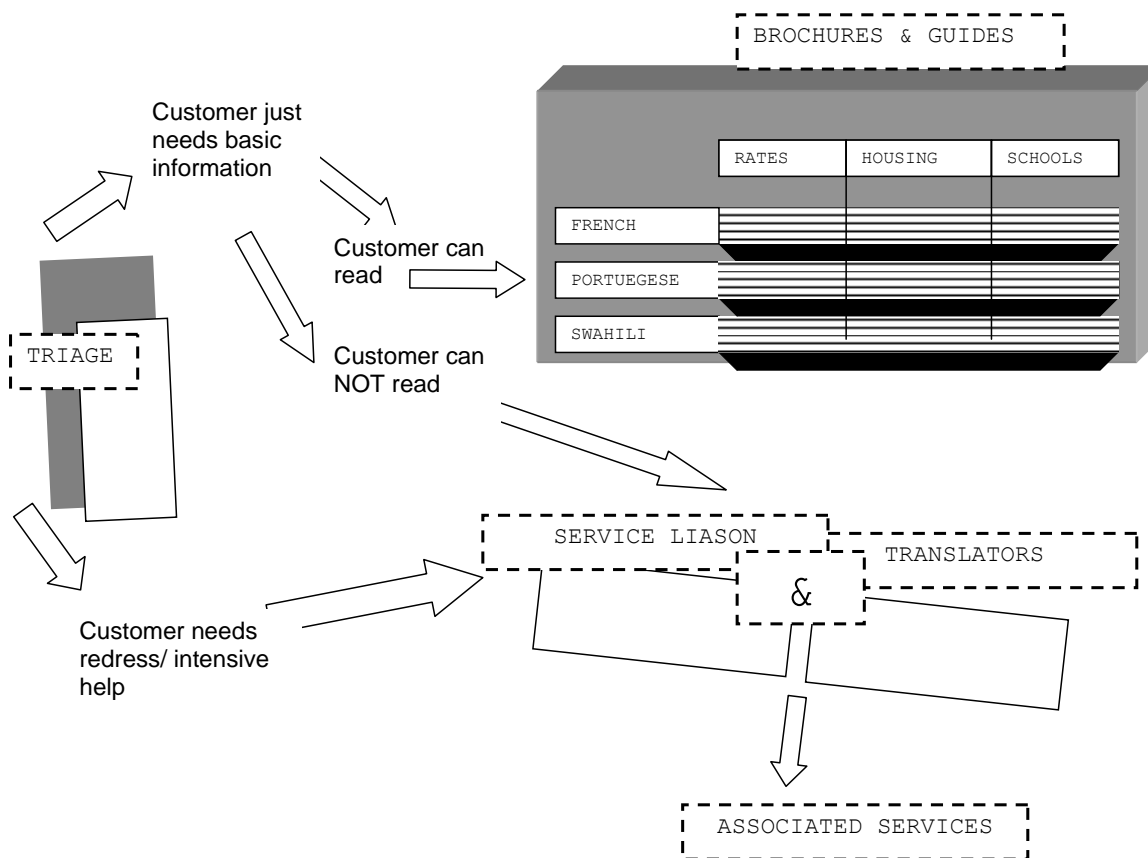 BROCHURES & GUIDES
Customer just
needs basic
information
RATES
HOUSING
SCHOOLS
FRENCH
Customer can
read
PORTUEGESE
SWAHILI
TRIAGE
Customer can
NOT read
SERVICE LIASON
&
TRANSLATORS
Customer needs
redress/ intensive
help
ASSOCIATED SERVICES